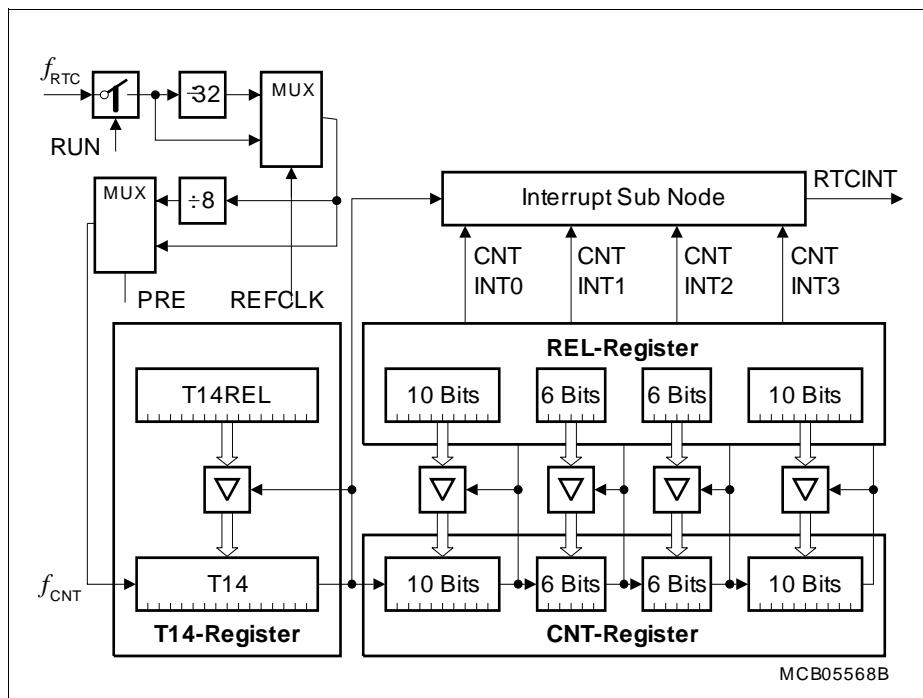 fRTC
÷32
MUX
RUN
MUX
÷8
Interrupt Sub Node
RTCINT
CNT
INT0
CNT
INT1
CNT
INT2
CNT
INT3
PRE
REFCLK
REL-Register
T14REL
10 Bits
6 Bits
6 Bits
10 Bits
fCNT
T14
10 Bits
6 Bits
6 Bits
10 Bits
T14-Register
CNT-Register
MCB05568B